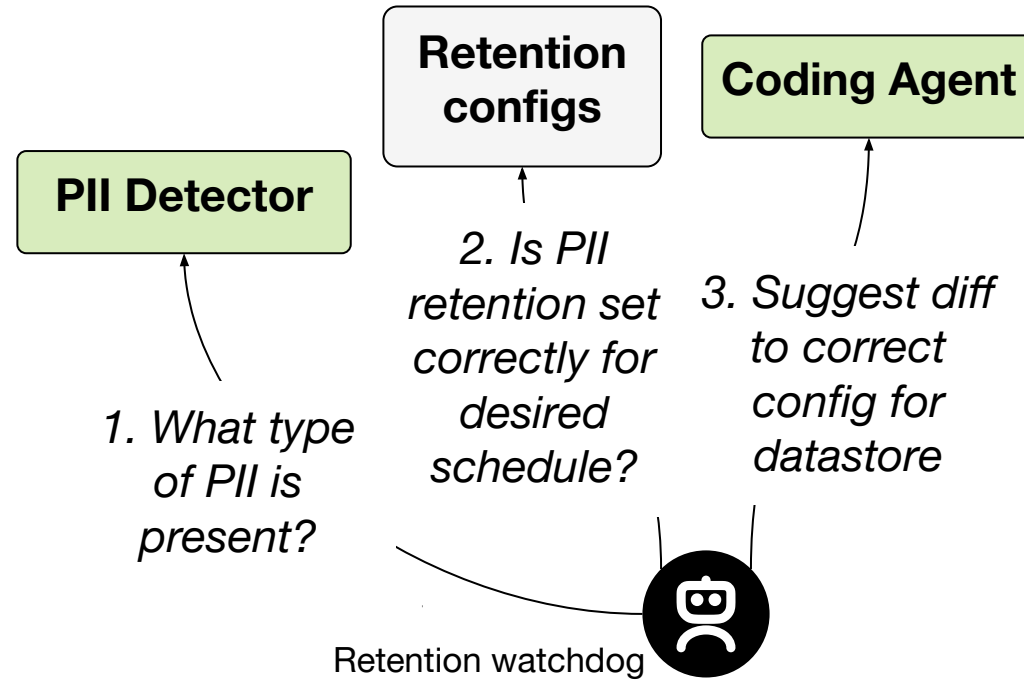 Retention
configs
Coding Agent
PII Detector
2. Is PII
retention set
correctly for
desired
schedule?
3. Suggest diff
to correct
config for
datastore
1. What type
of PII is
present?
Retention watchdog